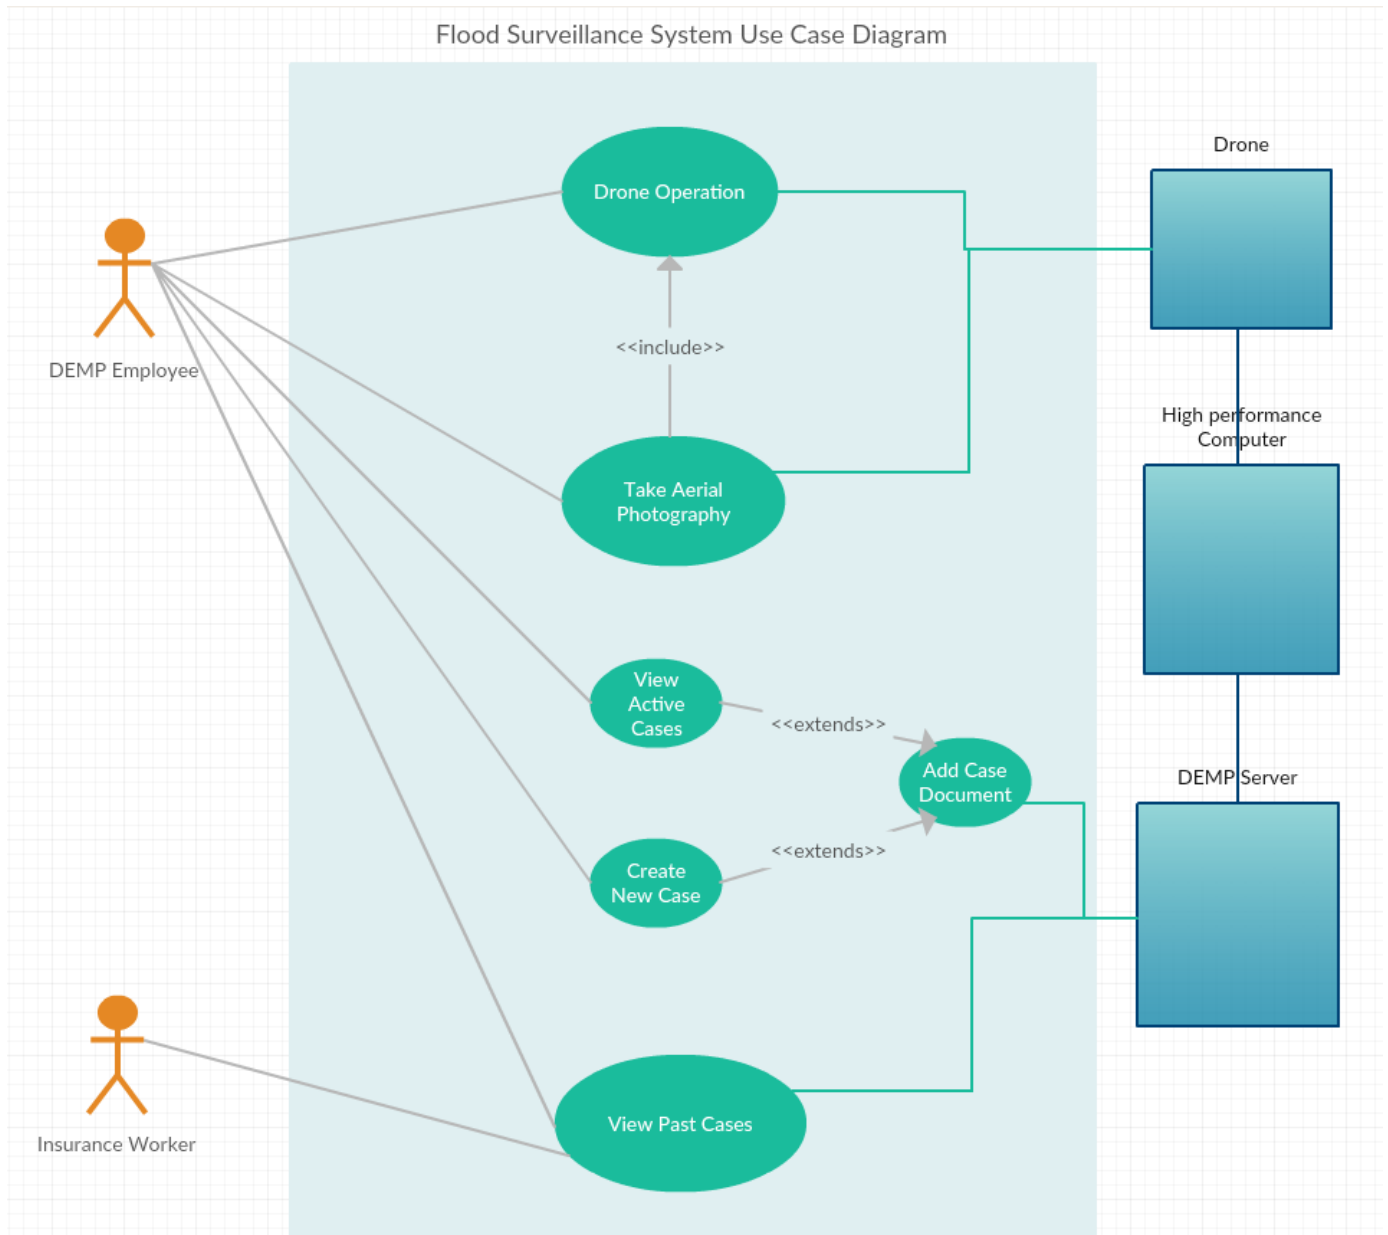 Flood Surveillance System Use Case Diagram
Drone
Drone Operation
DEMP Employee
<<include>>
High performance
Computer
Take Aerial
Photography
View
Active
Cases
<<extends>>
Add Case
Document
DEMP Server
<<extends>>
Create
New Case
View Past Cases
Insurance Worker